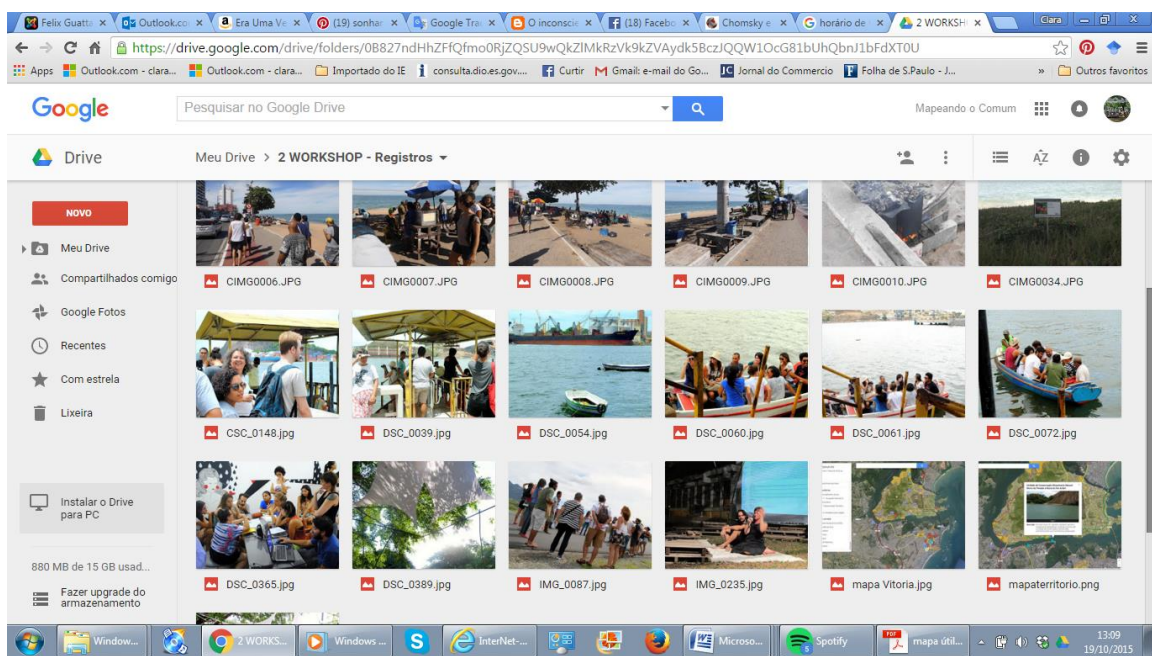 Felix Guatta
Outlook.co
Era Uma Ve
(19) sonhar
Google Tra
O inconscie
(18) Facebo
Chomsky e
horário de
2 WORKSH
Clara
https://drive.google.com/drive/folders/0B827ndHhZFfQfmo0RjZQSU9wQkZlMkRzVk9kZVAydk5BczJQQW1OcG81bUhQbnJ1bFdXT0U
Apps
Outlook.com - clara...
Outlook.com - clara...
Importado do IE
consulta.dio.es.gov....
Curtir
Gmail: e-mail do Go...
Jornal do Commercio
Folha de S.Paulo - J...
»
Outros favoritos
Google
Pesquisar no Google Drive
Mapeando o Comum
Drive
Meu Drive > 2 WORKSHOP - Registros
AZ
NOVO
Meu Drive
Compartilhados comigo
Google Fotos
Recentes
Com estrela
Lixeira
Instalar o Drive
para PC
880 MB de 15 GB usad...
Fazer upgrade do
armazenamento
CIMG0006.JPG
CIMG0007.JPG
CIMG0008.JPG
CIMG0009.JPG
CIMG0010.JPG
CIMG0034.JPG
CSC_0148.jpg
DSC_0039.jpg
DSC_0054.jpg
DSC_0060.jpg
DSC_0061.jpg
DSC_0072.jpg
DSC_0365.jpg
DSC_0389.jpg
IMG_0087.jpg
IMG_0235.jpg
mapa Vitoria.jpg
mapaterritorio.png
Window...
2 WORKS...
Windows ...
InterNet-...
Microso...
Spotify
mapa útil...
13:09
19/10/2015